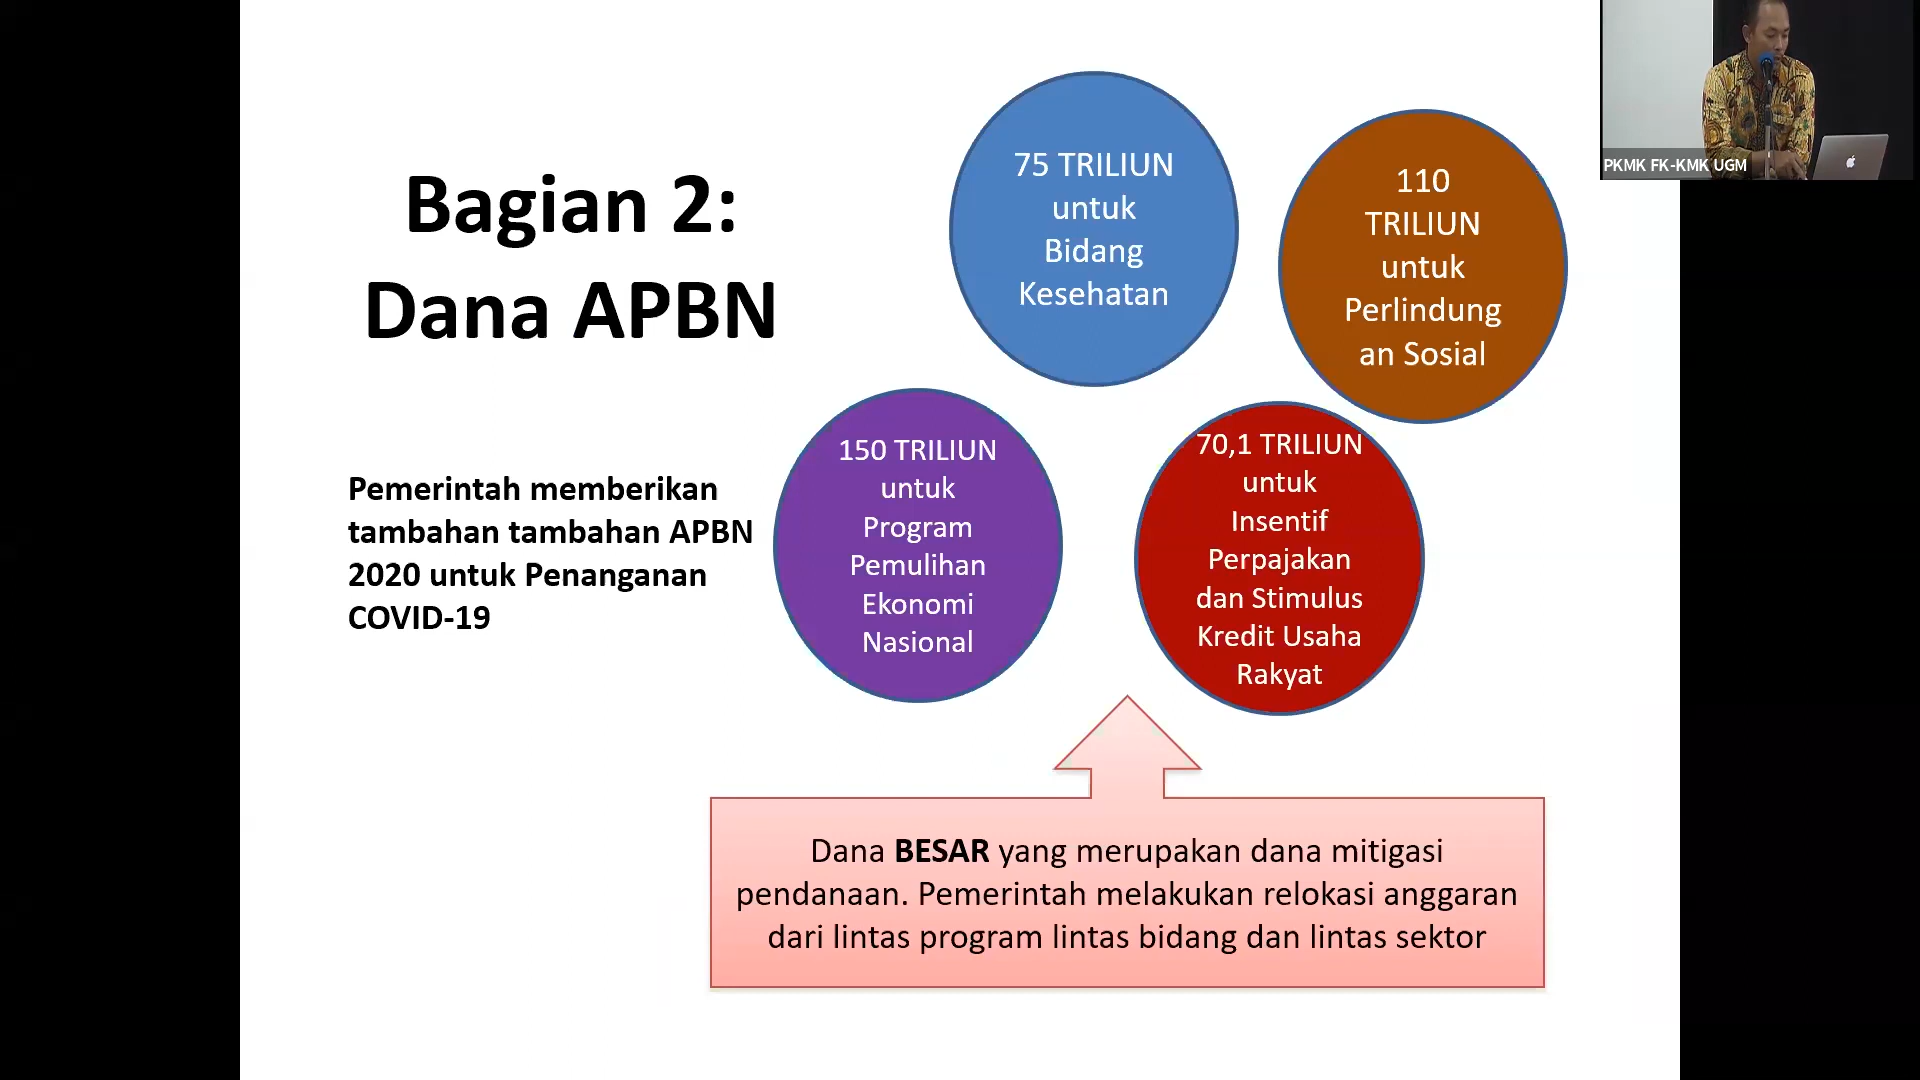 Bagian 2:
Dana APBN
Pemerintah memberikan
tambahan tambahan APBN
2020 untuk Penanganan
COVID-19
75 TRILIUN
untuk
Bidang
Kesehatan
110
TRILIUN
untuk
Perlindung
an Sosial
150 TRILIUN
untuk
Program
Pemulihan
Ekonomi
Nasional
70,1 TRILIUN
untuk
Insentif
Perpajakan
dan Stimulus
Kredit Usaha
Rakyat
Dana BESAR yang merupakan dana mitigasi
pendanaan. Pemerintah melakukan relokasi anggaran
dari lintas program lintas bidang dan lintas sektor
PKMK FK-KMK UGM